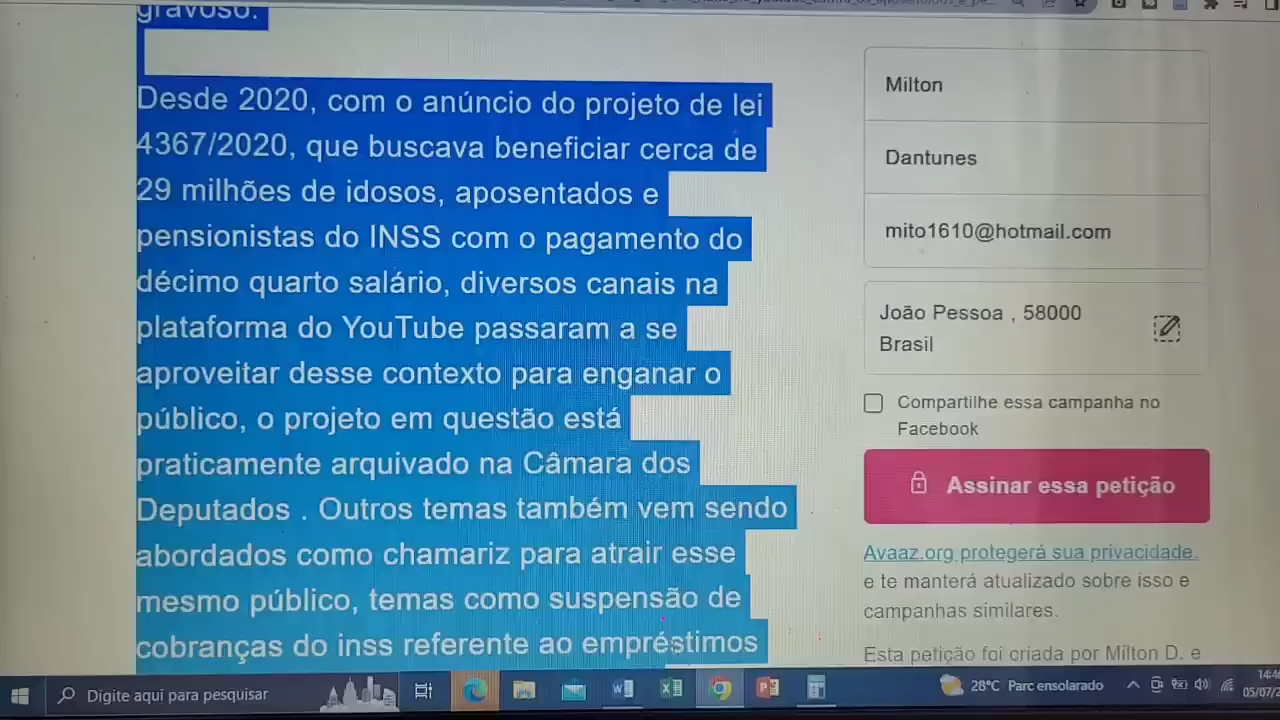 gravoso.
Desde 2020, com o anúncio do projeto de lei
4367/2020, que buscava beneficiar cerca de
29 milhões de idosos, aposentados e
pensionistas do INSS com o pagamento do
décimo quarto salário, diversos canais na
plataforma do YouTube passaram a se
aproveitar desse contexto para enganar o
público, o projeto em questão está
praticamente arquivado na Câmara dos
Deputados . Outros temas também vem sendo
abordados como chamariz para atrair esse
mesmo público, temas como suspensão de
cobranças do inss referente ao empréstimos
Milton
Dantunes
mito1610@hotmail.com
João Pessoa , 58000
Brasil
Compartilhe essa campanha no
Facebook
Assinar essa petição
Avaaz.org protegerá sua privacidade.
e te manterá atualizado sobre isso e
campanhas similares.
Esta petição foi criada por Milton D. e
Digite aqui para pesquisar
28°C Parc ensolarado
14:4
05/07/2